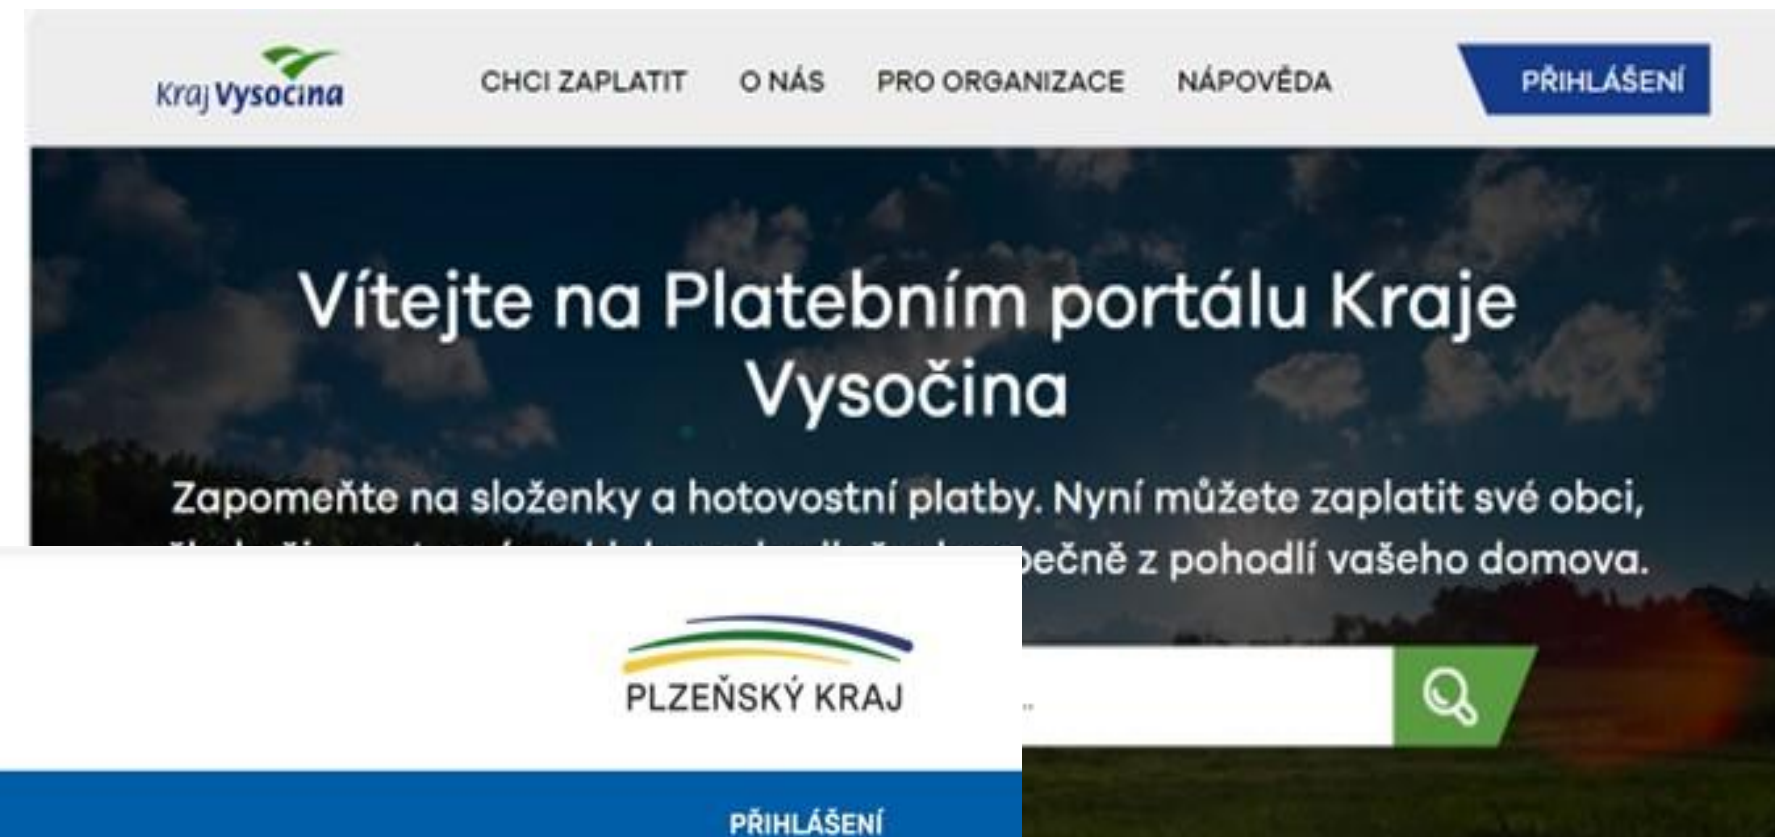 Kraj Vysočina
CHCI ZAPLATIT O NÁS PRO ORGANIZACE NÁPOVĚDA PŘIHLÁŠENÍ
Vítejte na Platebním portálu Kraje
Vysočina
Zapomeňte na složenky a hotovostní platby. Nyní můžete zaplatit své obci,
z pohodlí vašeho domova.
PLZEŇSKÝ KRAJ
PŘIHLÁŠENÍ